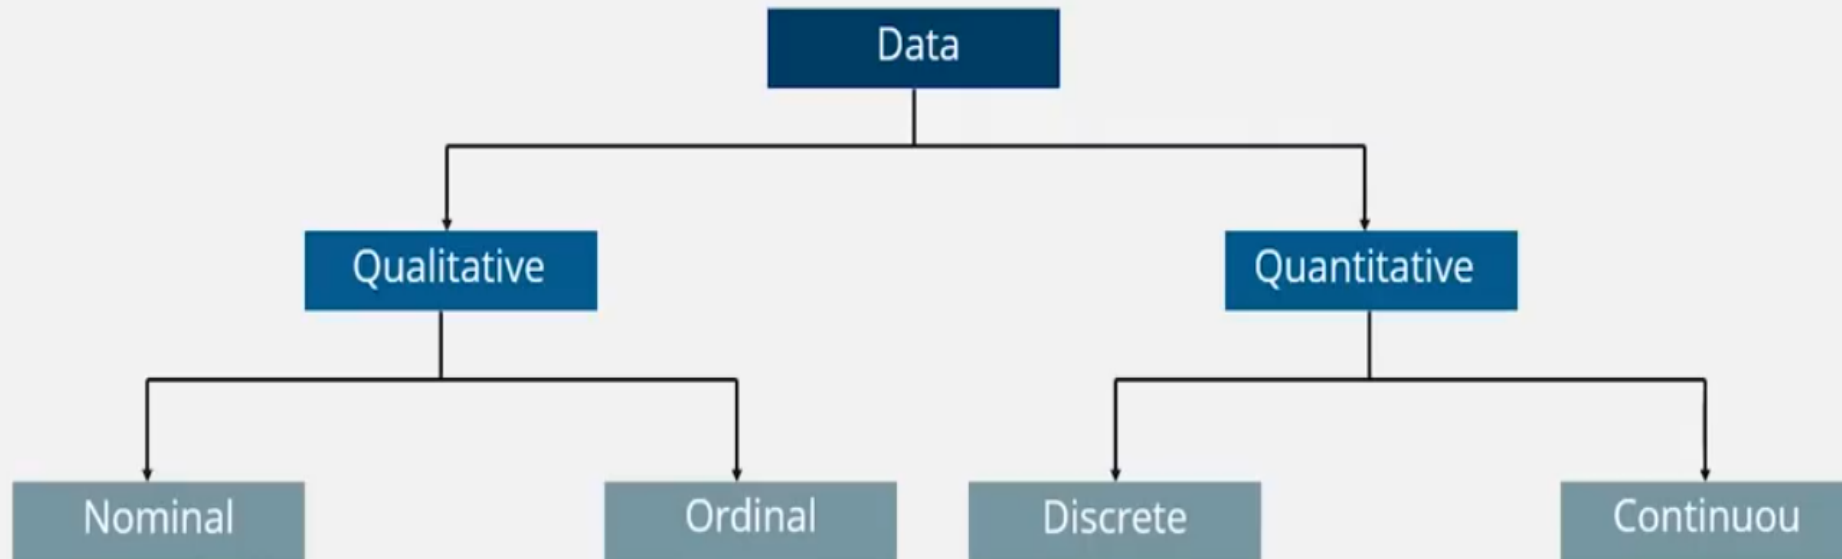 Data
Qualitative
Quantitative
Nominal
Ordinal
Discrete
Continuou